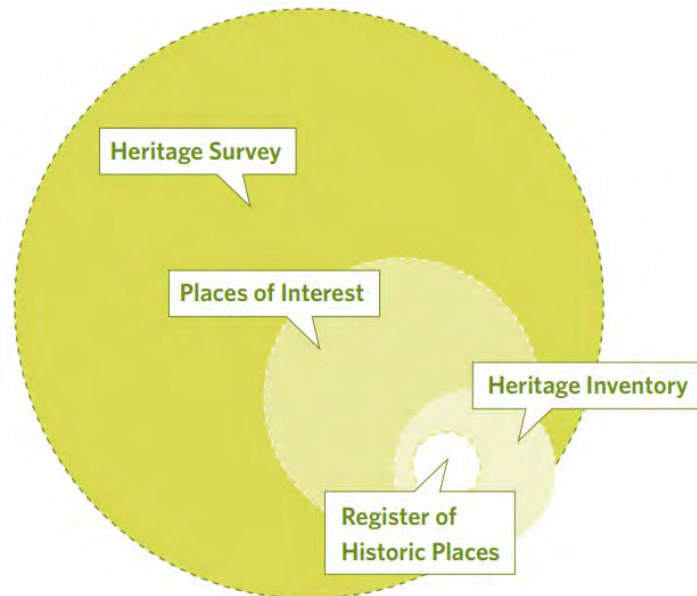 Heritage Survey
Places of Interest
Heritage Inventory
Register of
Historic Places